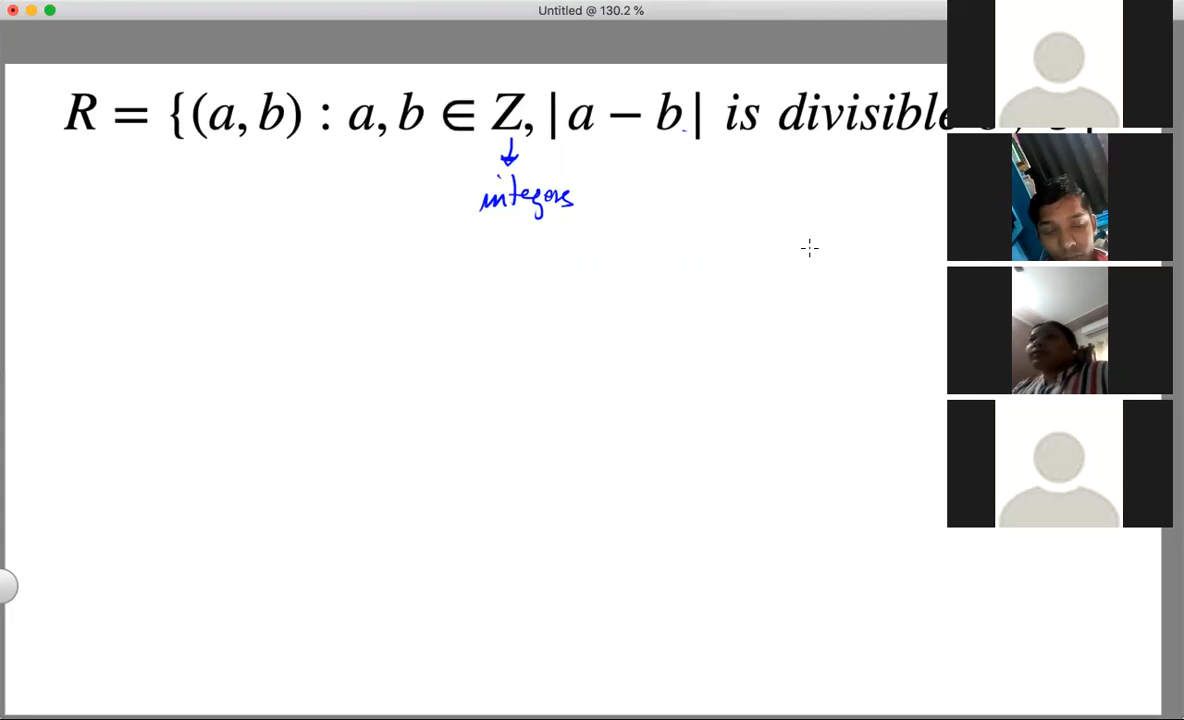 Untitled @ 130.2 %
R = {(a, b) : a, b ∈ Z, |a − b| is divisible
integers